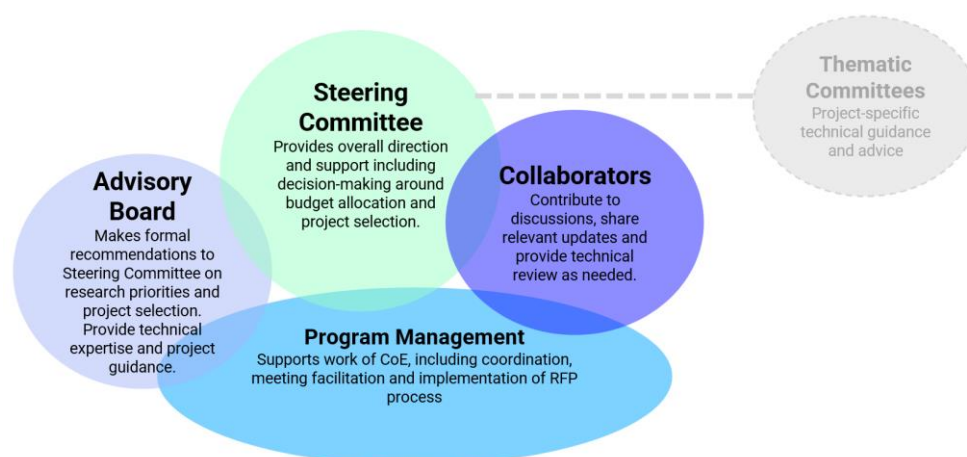 Steering
Committee
Provides overall direction
and support including
decision-making around
budget allocation and
project selection.
Thematic
Committees
Project-specific
technical guidance
and advice
Advisory
Board
Makes formal
recommendations to
Steering Committee on
research priorities and
project selection.
Provide technical
expertise and project
guidance.
Collaborators
Contribute to
discussions, share
relevant updates and
provide technical
review as needed.
Program Management
Supports work of CoE, including coordination,
meeting facilitation and implementation of RFP
process